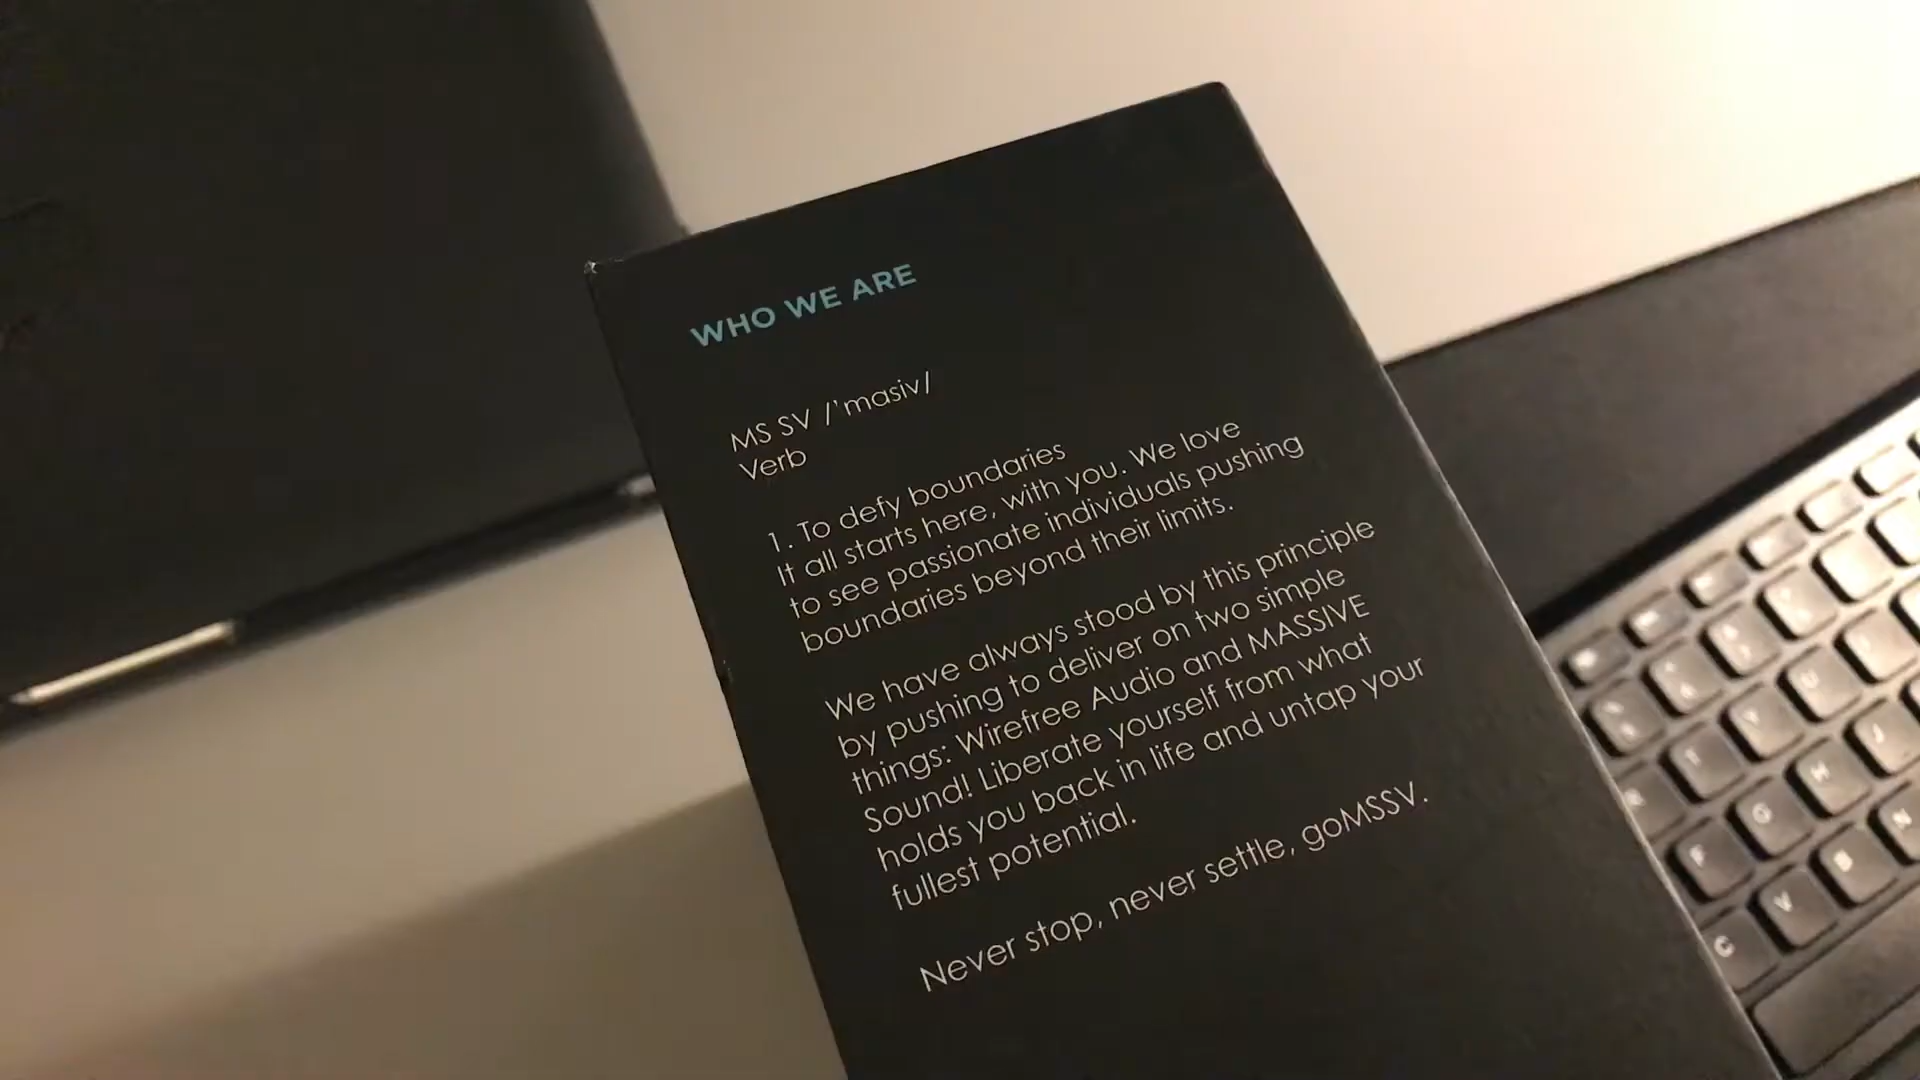 WHO WE ARE
MS SV /'masiv/
Verb
1. To defy boundaries
It all starts here, with you. We love
to see passionate individuals pushing
boundaries beyond their limits.
We have always stood by this principle
by pushing to deliver on two simple
things: Wirefree Audio and MASSIVE
Sound! Liberate yourself from what
holds you back in life and untap your
fullest potential.
Never stop, never settle, goMSSV.
U
J
Y
H
N
T
G
B
R
F
V
C